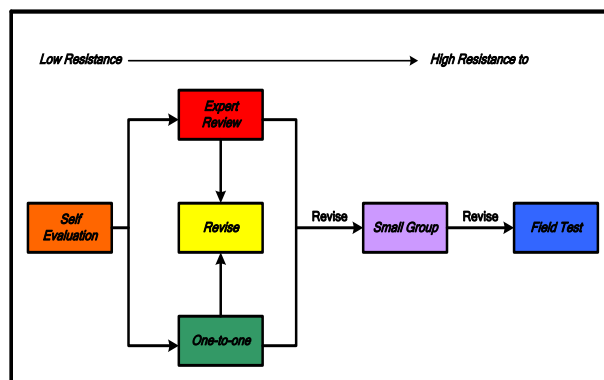 Low Resistance
High Resistance to
Expert
Review
Self
Evaluation
Revise
Revise
Small Group
Revise
Field Test
One-to-one